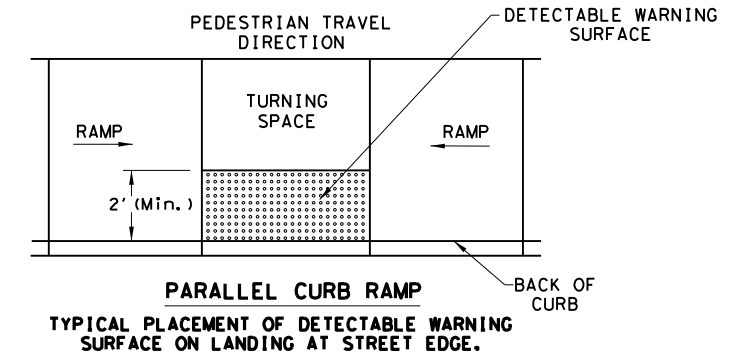 PEDESTRIAN TRAVEL
DIRECTION
DETECTABLE WARNING
SURFACE
TURNING
SPACE
RAMP
RAMP
2' (Min.)
BACK OF
CURB
PARALLEL CURB RAMP
TYPICAL PLACEMENT OF DETECTABLE WARNING
SURFACE ON LANDING AT STREET EDGE.